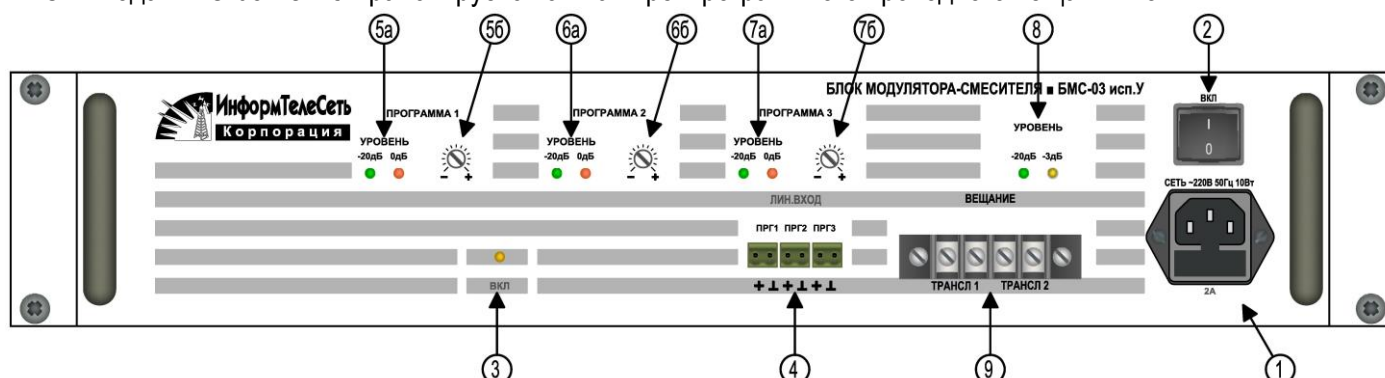 5а 5б 6а 6б 7а 7б 8 2
ИнформТелеСеть
Корпорация
БЛОК МОДУЛЯТОРА-СМЕСИТЕЛЯ ■ БМС-03 исп.У
ПРОГРАММА 1 ПРОГРАММА 2 ПРОГРАММА 3
УРОВЕНЬ УРОВЕНЬ УРОВЕНЬ УРОВЕНЬ
-20дБ 0дБ -20дБ 0дБ -20дБ 0дБ -20дБ -3дБ
- + - + - +
ВКЛ
I
0
СЕТЬ ~220В 50Гц 10Вт
ЛИН.ВХОД ВЕЩАНИЕ
ПРГ1 ПРГ2 ПРГ3
ВКЛ
+ ⊥ + ⊥ + ⊥
ТРАНСЛ 1 ТРАНСЛ 2
2А
3 4 9 1